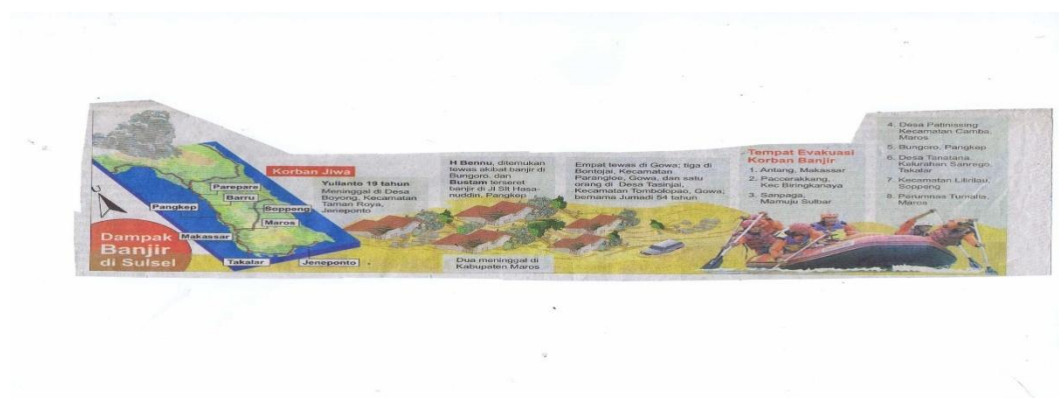 Dampak
Banjir
di Sulsel
Parepare
Barru
Pangkep
Soppeng
Maros
Makassar
Takalar
Jeneponto
Korban Jiwa
Yulianto 19 tahun
Meninggal di Desa
Boyong, Kecamatan
Taman Roya,
Jeneponto
H Bennu, ditemukan
tewas akibat banjir di
Bungoro, dan
Bustam terseret
banjir di Jl Slt Hasa-
nuddin, Pangkep
Dua meninggal di
Kabupaten Maros
Empat tewas di Gowa; tiga di
Bontojai, Kecamatan
Parangloe, Gowa, dan satu
orang di Desa Tasinjai,
Kecamatan Tombolopao, Gowa;
bernama Jumadi 54 tahun
Tempat Evakuasi
Korban Banjir
1. Antang, Makassar
2. Paccerakkang,
Kec Biringkanaya
3. Sanpaga,
Mamuju Sulbar
4. Desa
Kecamatan Camba,
Maros
5. Bungoro, Pangkep
6. Desa Tanatana,
Kelurahan Sanrego,
Takalar
7. Kecamatan Liliriau,
Soppeng
8. Perumnas Tumalia,
Maros